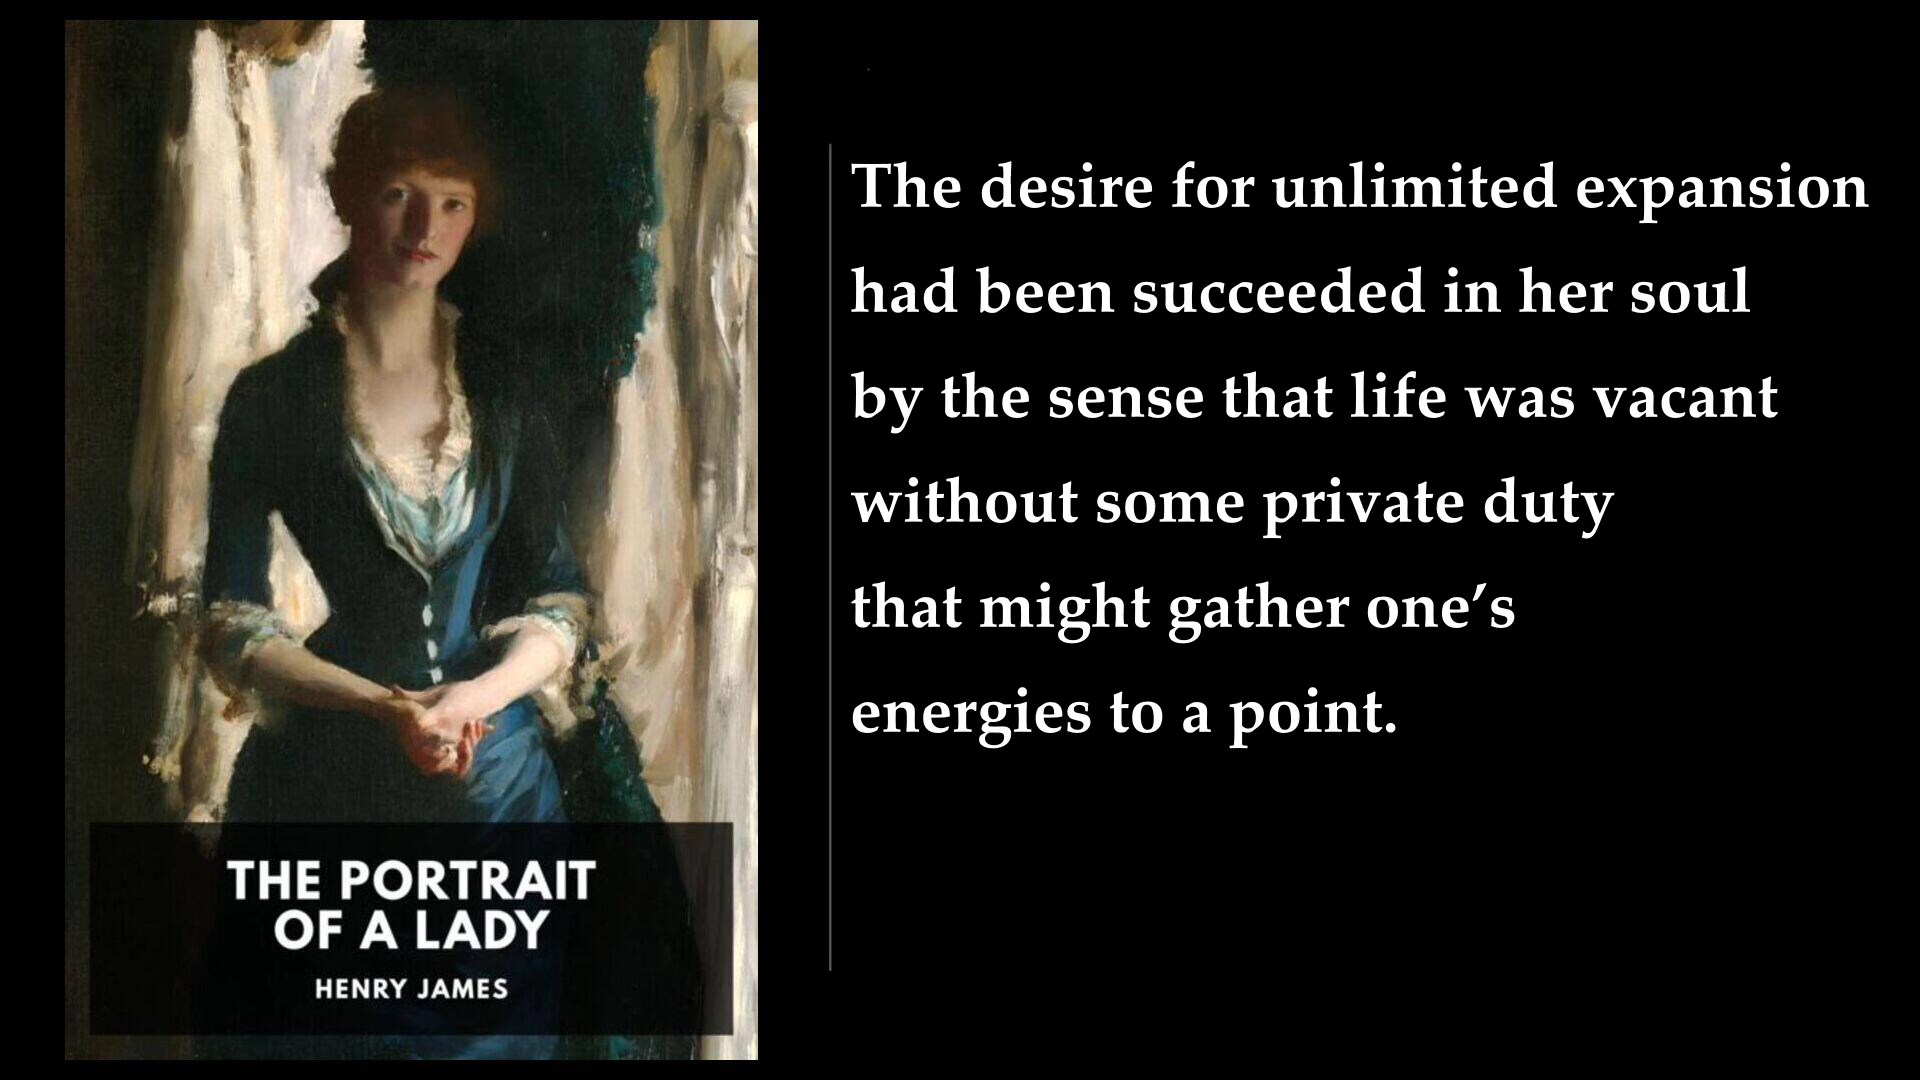 The desire for unlimited expansion
had been succeeded in her soul
by the sense that life was vacant
without some private duty
that might gather one’s
energies to a point.
THE PORTRAIT
OF A LADY
HENRY JAMES